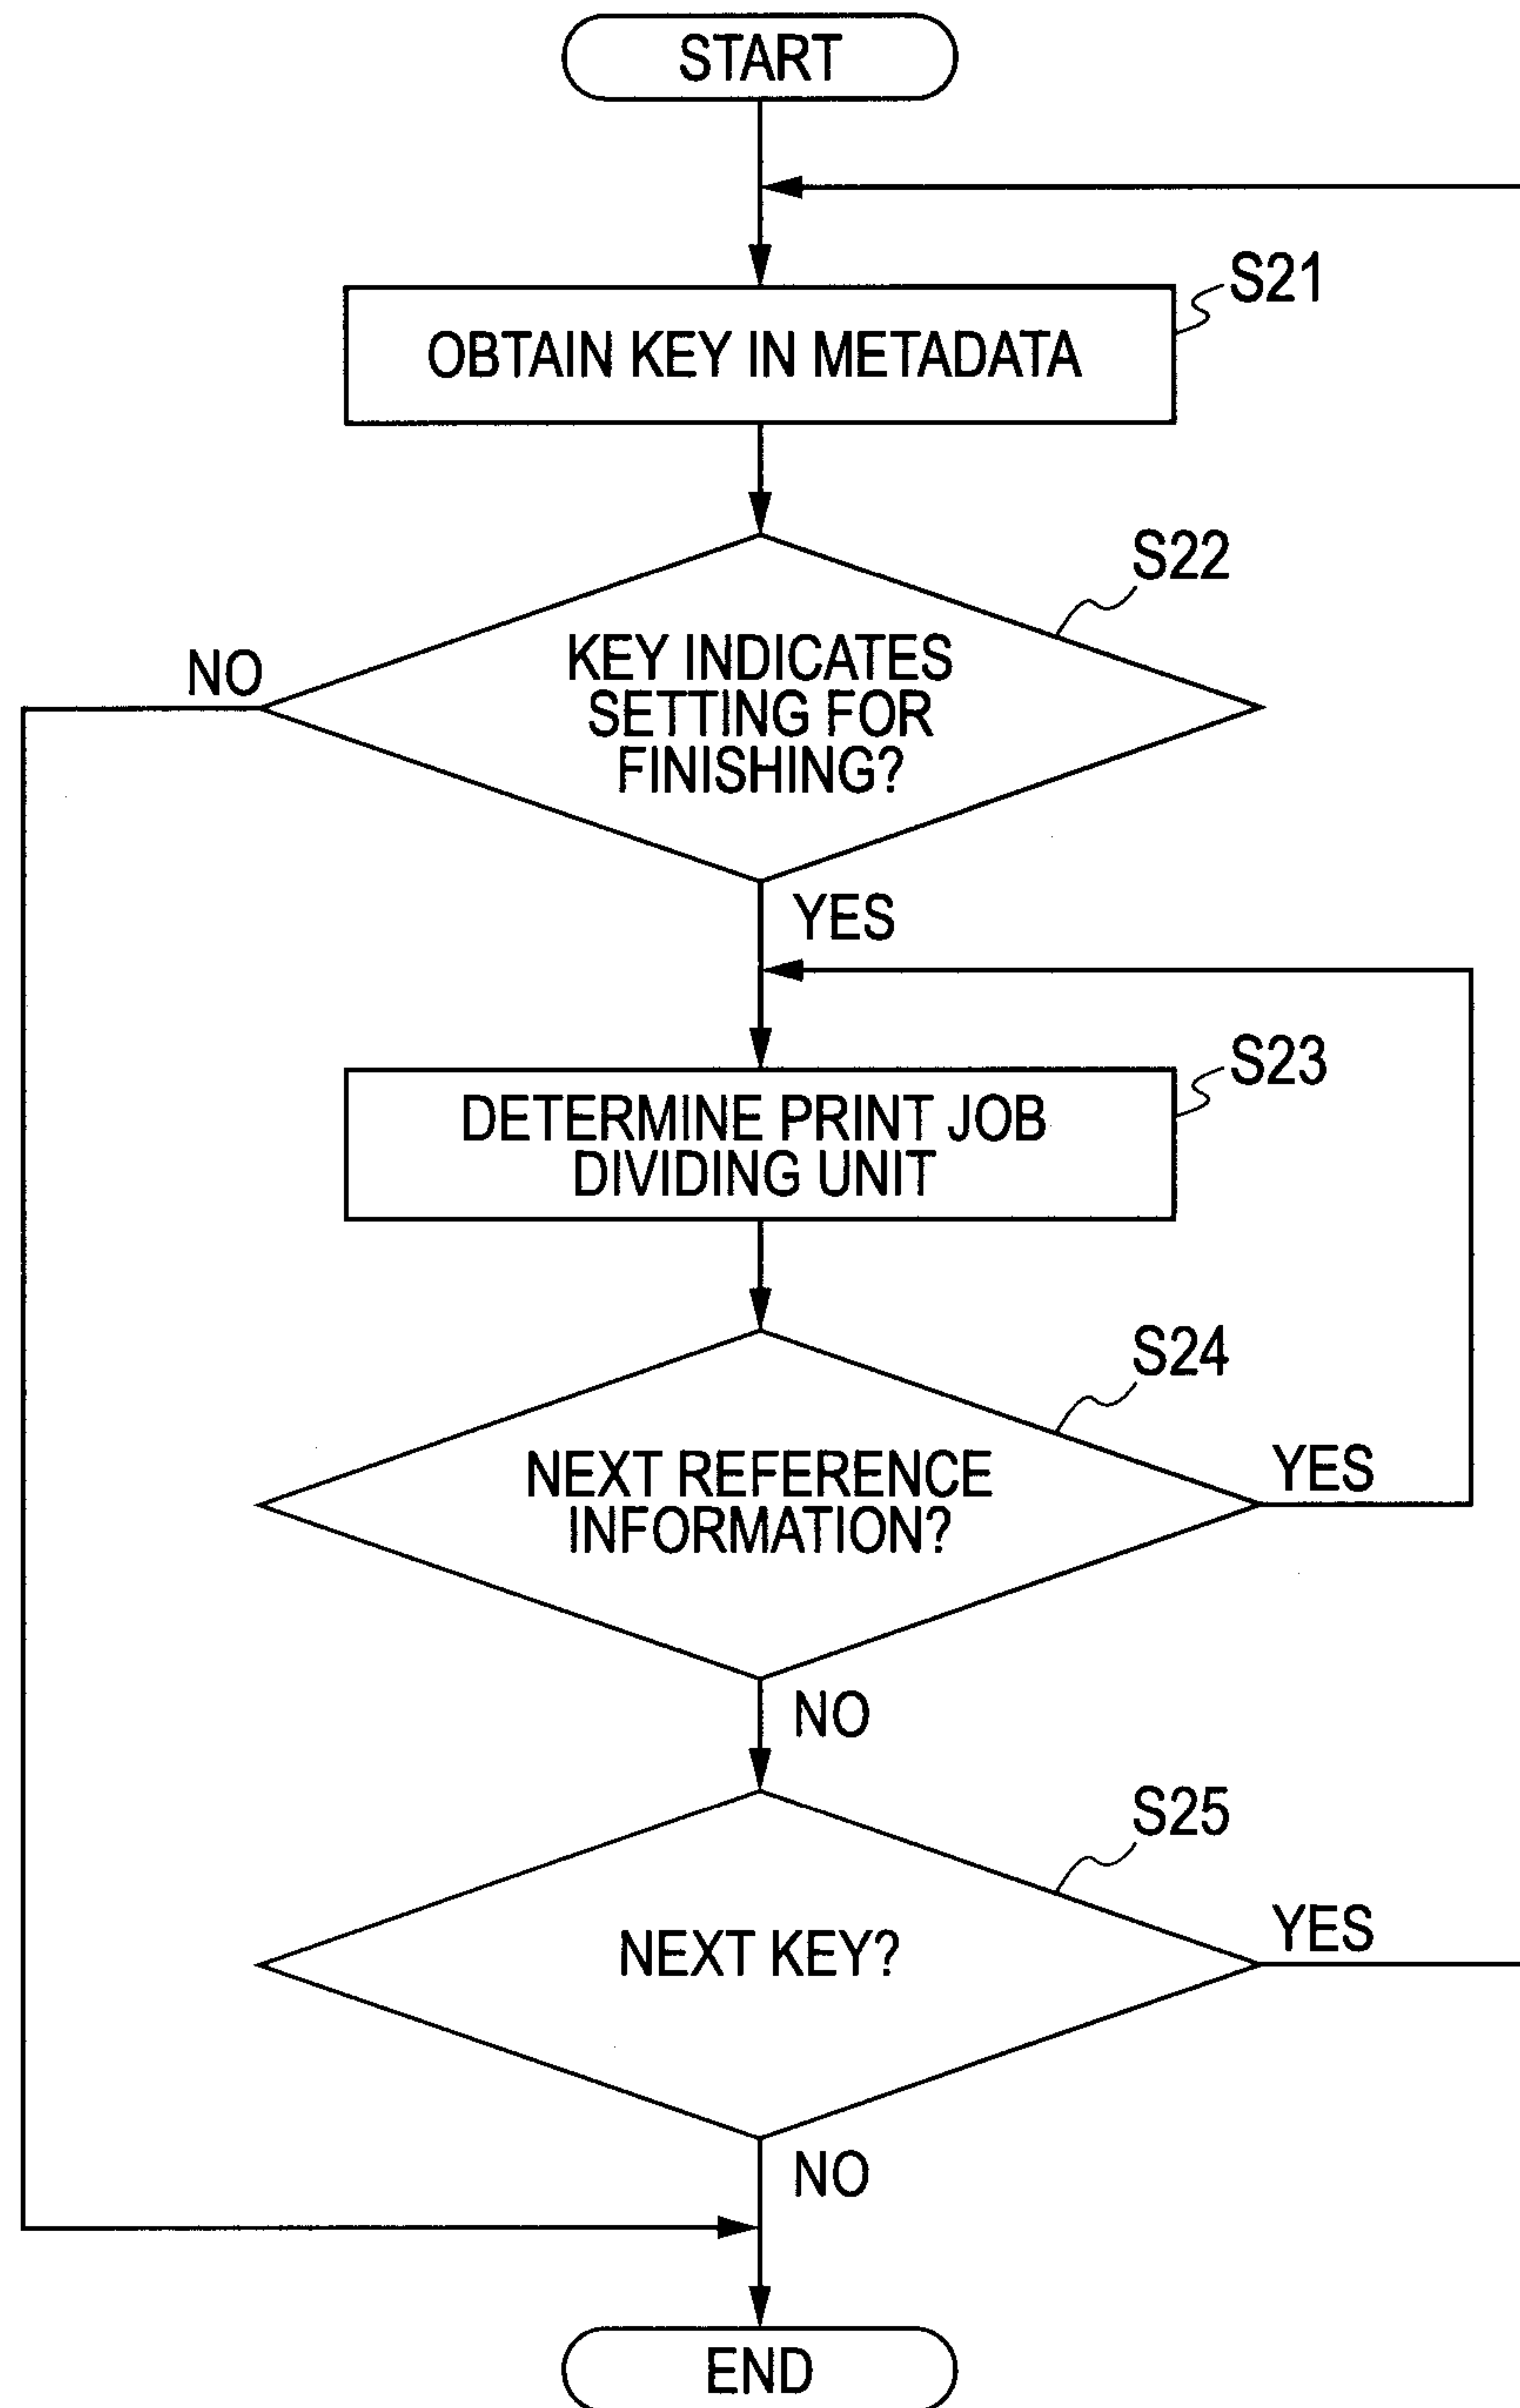 START
S21
OBTAIN KEY IN METADATA
S22
KEY INDICATES
SETTING FOR
FINISHING?
NO
YES
S23
DETERMINE PRINT JOB
DIVIDING UNIT
S24
NEXT REFERENCE
INFORMATION?
YES
NO
S25
NEXT KEY?
YES
NO
END